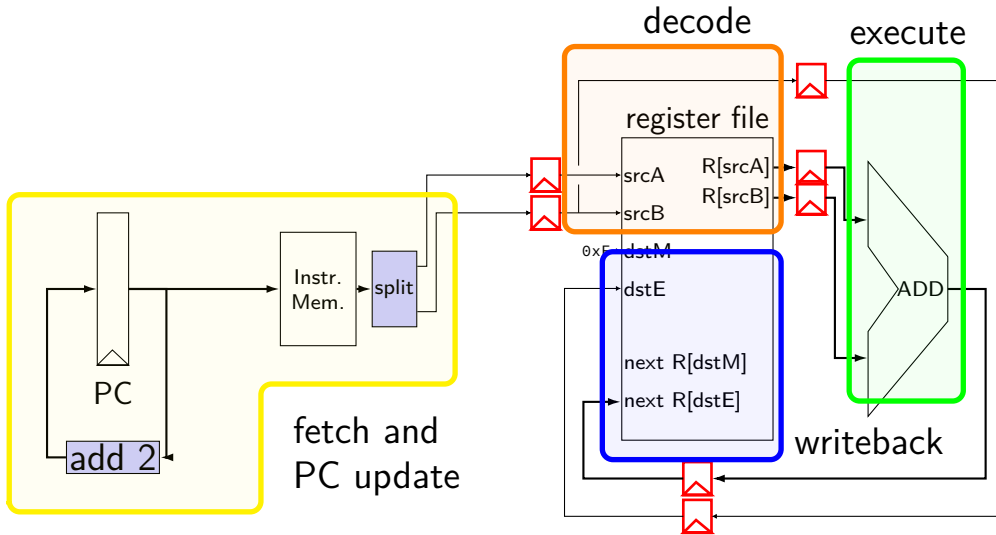 decode
execute
register file
srcA
R[srcA]
R[srcB]
srcB
0xF
dstM
dstE
Instr.
Mem.
split
ADD
PC
next R[dstM]
next R[dstE]
add 2
fetch and
PC update
writeback